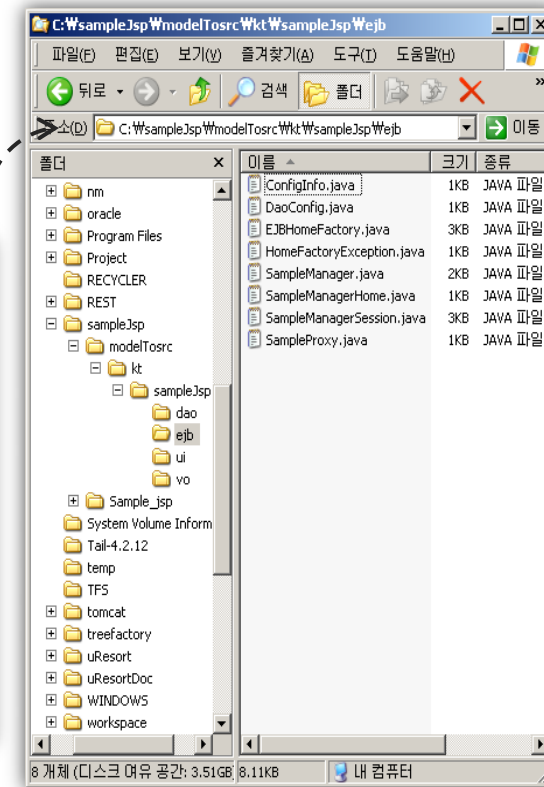 C:₩sampleJsp₩modelTosrc₩kt₩sampleJsp₩ejb
파일(F) 편집(E) 보기(V) 즐겨찾기(A) 도구(T) 도움말(H)
뒤로 검색 폴더 »
소(D) C:₩sampleJsp₩modelTosrc₩kt₩sampleJsp₩ejb 이동
폴더 x
nm
oracle
Program Files
Project
RECYCLER
REST
sampleJsp
modelTosrc
kt
sampleJsp
dao
ejb
ui
vo
Sample_jsp
System Volume Inform
Tail-4.2.12
temp
TFS
tomcat
treefactory
uResort
uResortDoc
WINDOWS
workspace
이름 크기 종류
ConfigInfo.java 1KB JAVA 파일
DaoConfig.java 1KB JAVA 파일
EJBHomeFactory.java 3KB JAVA 파일
HomeFactoryException.java 1KB JAVA 파일
SampleManager.java 2KB JAVA 파일
SampleManagerHome.java 1KB JAVA 파일
SampleManagerSession.java 3KB JAVA 파일
SampleProxy.java 1KB JAVA 파일
8 개체 (디스크 여유 공간: 3.51GB) 8.11KB 내 컴퓨터